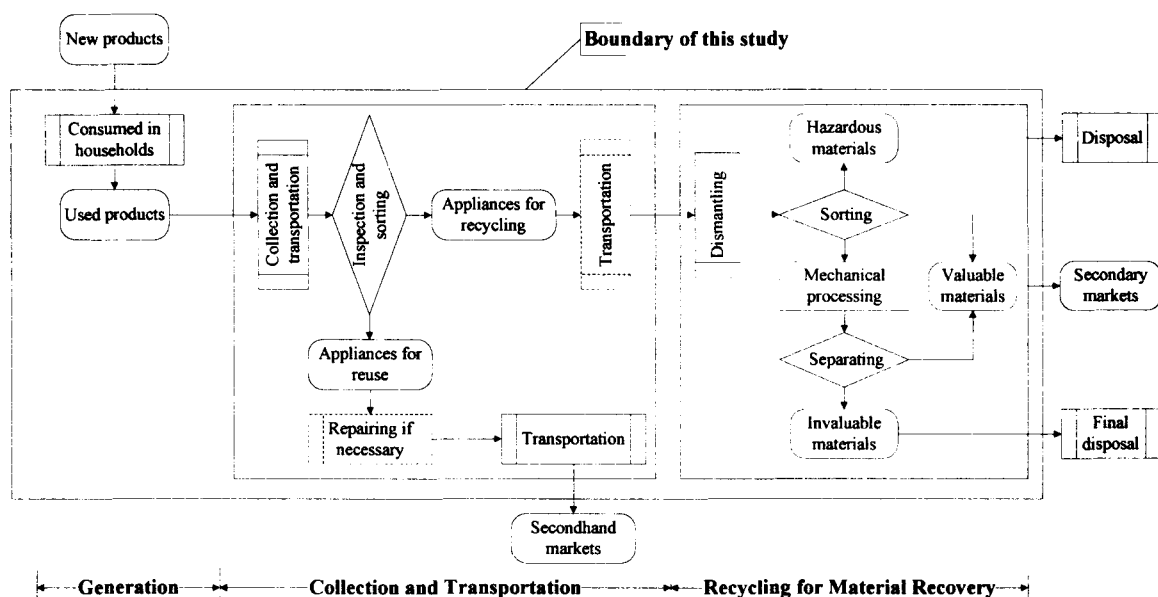 New products
Boundary of this study
Consumed in
households
Used products
Collection and
transportation
Inspection and
sorting
Appliances for
recycling
Transportation
Appliances for
reuse
Repairing if
necessary
Transportation
Secondhand
markets
Dismantling
Hazardous
materials
Sorting
Mechanical
processing
Separating
Invaluable
materials
Valuable
materials
Disposal
Secondary
markets
Final
disposal
Generation
Collection and Transportation
Recycling for Material Recovery